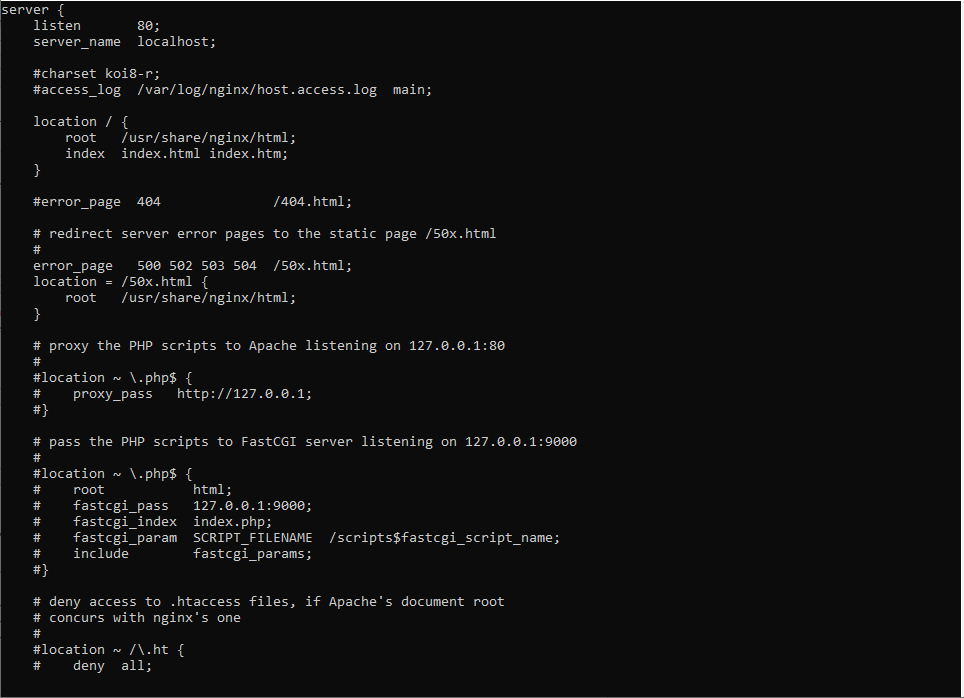 server {
    listen       80;
    server_name  localhost;

    #charset koi8-r;
    #access_log  /var/log/nginx/host.access.log  main;

    location / {
        root   /usr/share/nginx/html;
        index  index.html index.htm;
    }

    #error_page  404              /404.html;

    # redirect server error pages to the static page /50x.html
    #
    error_page   500 502 503 504  /50x.html;
    location = /50x.html {
        root   /usr/share/nginx/html;
    }

    # proxy the PHP scripts to Apache listening on 127.0.0.1:80
    #
    #location ~ \.php$ {
    #    proxy_pass   http://127.0.0.1;
    #}

    # pass the PHP scripts to FastCGI server listening on 127.0.0.1:9000
    #
    #location ~ \.php$ {
    #    root           html;
    #    fastcgi_pass   127.0.0.1:9000;
    #    fastcgi_index  index.php;
    #    fastcgi_param  SCRIPT_FILENAME  /scripts$fastcgi_script_name;
    #    include        fastcgi_params;
    #}

    # deny access to .htaccess files, if Apache's document root
    # concurs with nginx's one
    #
    #location ~ /\.ht {
    #    deny  all;